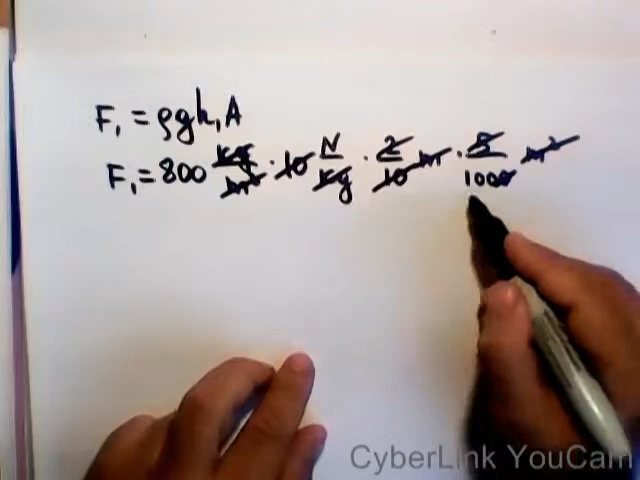 F₁ = ρgh₁A
F₁ = 800 kg/m³ · 10 N/kg · 2/10 m · 5/1000 m²
CyberLink YouCam